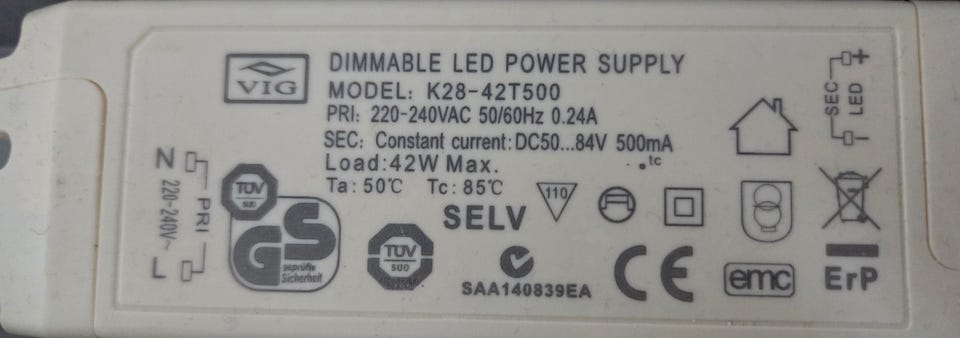 VIG
DIMMABLE LED POWER SUPPLY
MODEL: K28-42T500
PRI: 220-240VAC 50/60Hz 0.24A
SEC: Constant current:DC50...84V 500mA
Load:42W Max.
Ta: 50℃ Tc: 85℃
•tc
N
220-240V~
L
PRI
TÜV
SÜD
GS
geprüfte
Sicherheit
TÜV
SÜD
SELV
110
SAA140839EA
CE
emc
ErP
SEC
LED
+
-